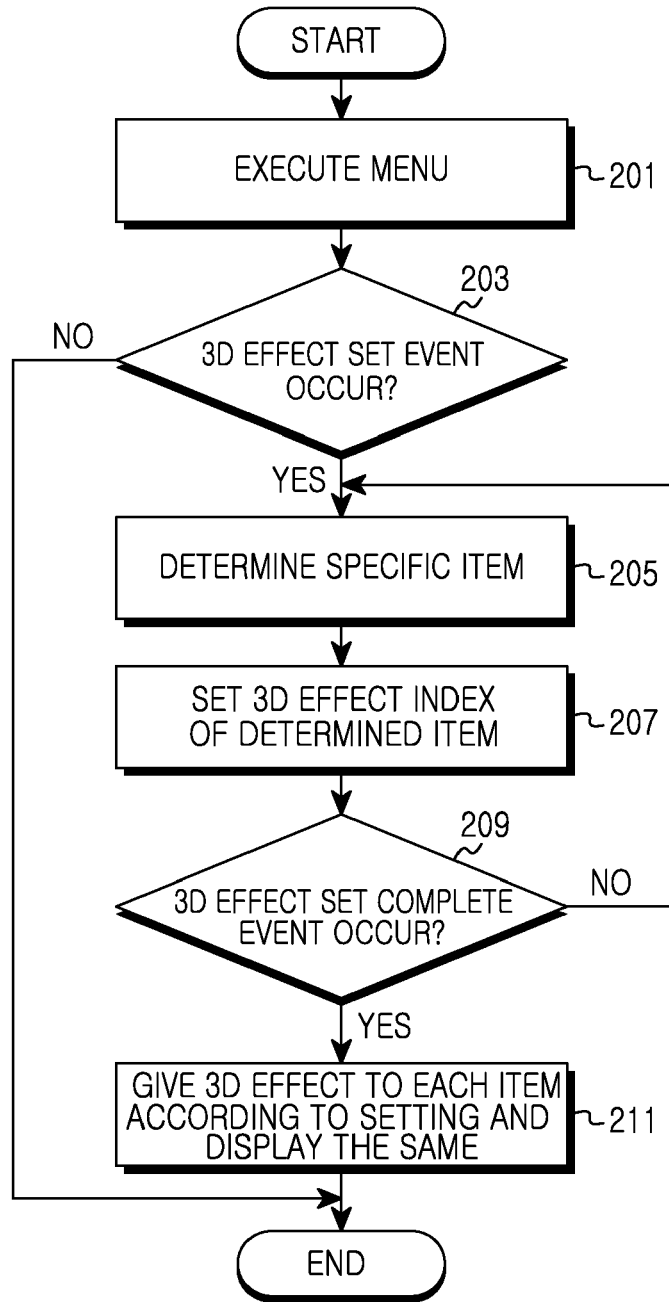 START
EXECUTE MENU
201
203
NO
3D EFFECT SET EVENT
OCCUR?
YES
DETERMINE SPECIFIC ITEM
205
SET 3D EFFECT INDEX
OF DETERMINED ITEM
207
209
NO
3D EFFECT SET COMPLETE
EVENT OCCUR?
YES
GIVE 3D EFFECT TO EACH ITEM
ACCORDING TO SETTING AND
DISPLAY THE SAME
211
END